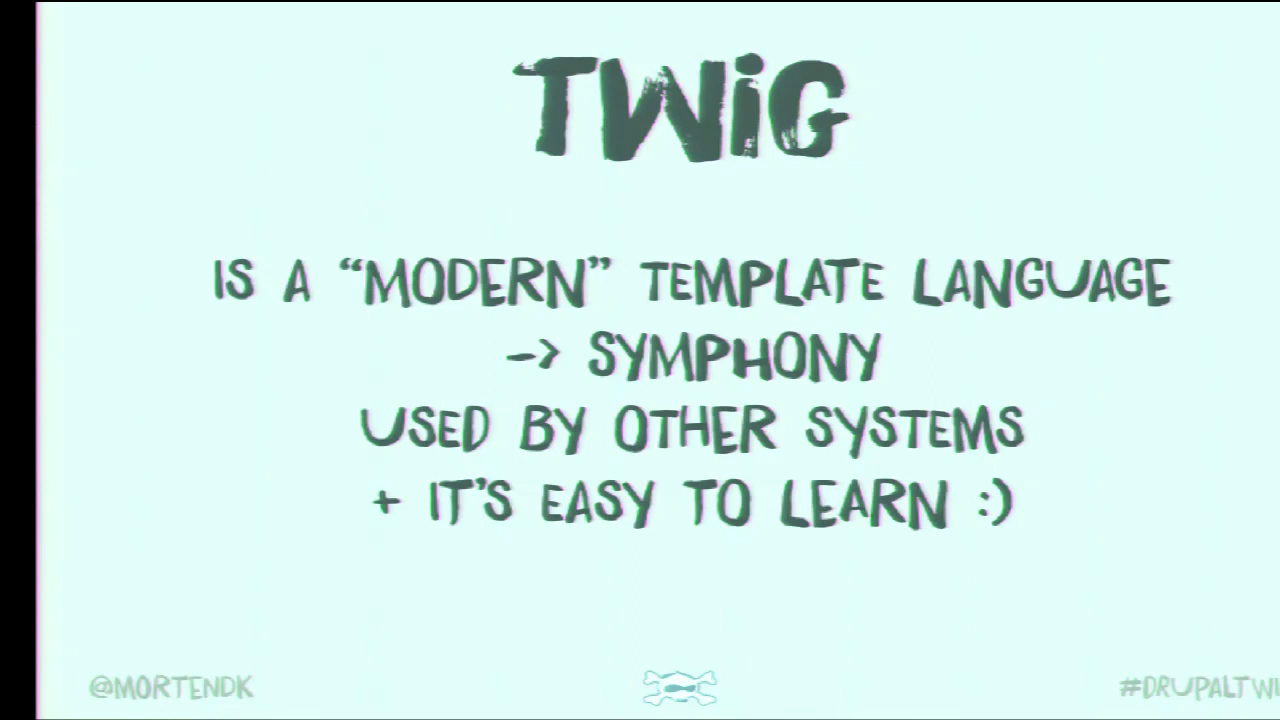 TWIG
IS A “MODERN” TEMPLATE LANGUAGE
-> SYMPHONY
USED BY OTHER SYSTEMS
+ IT'S EASY TO LEARN :)
@MORTENDK